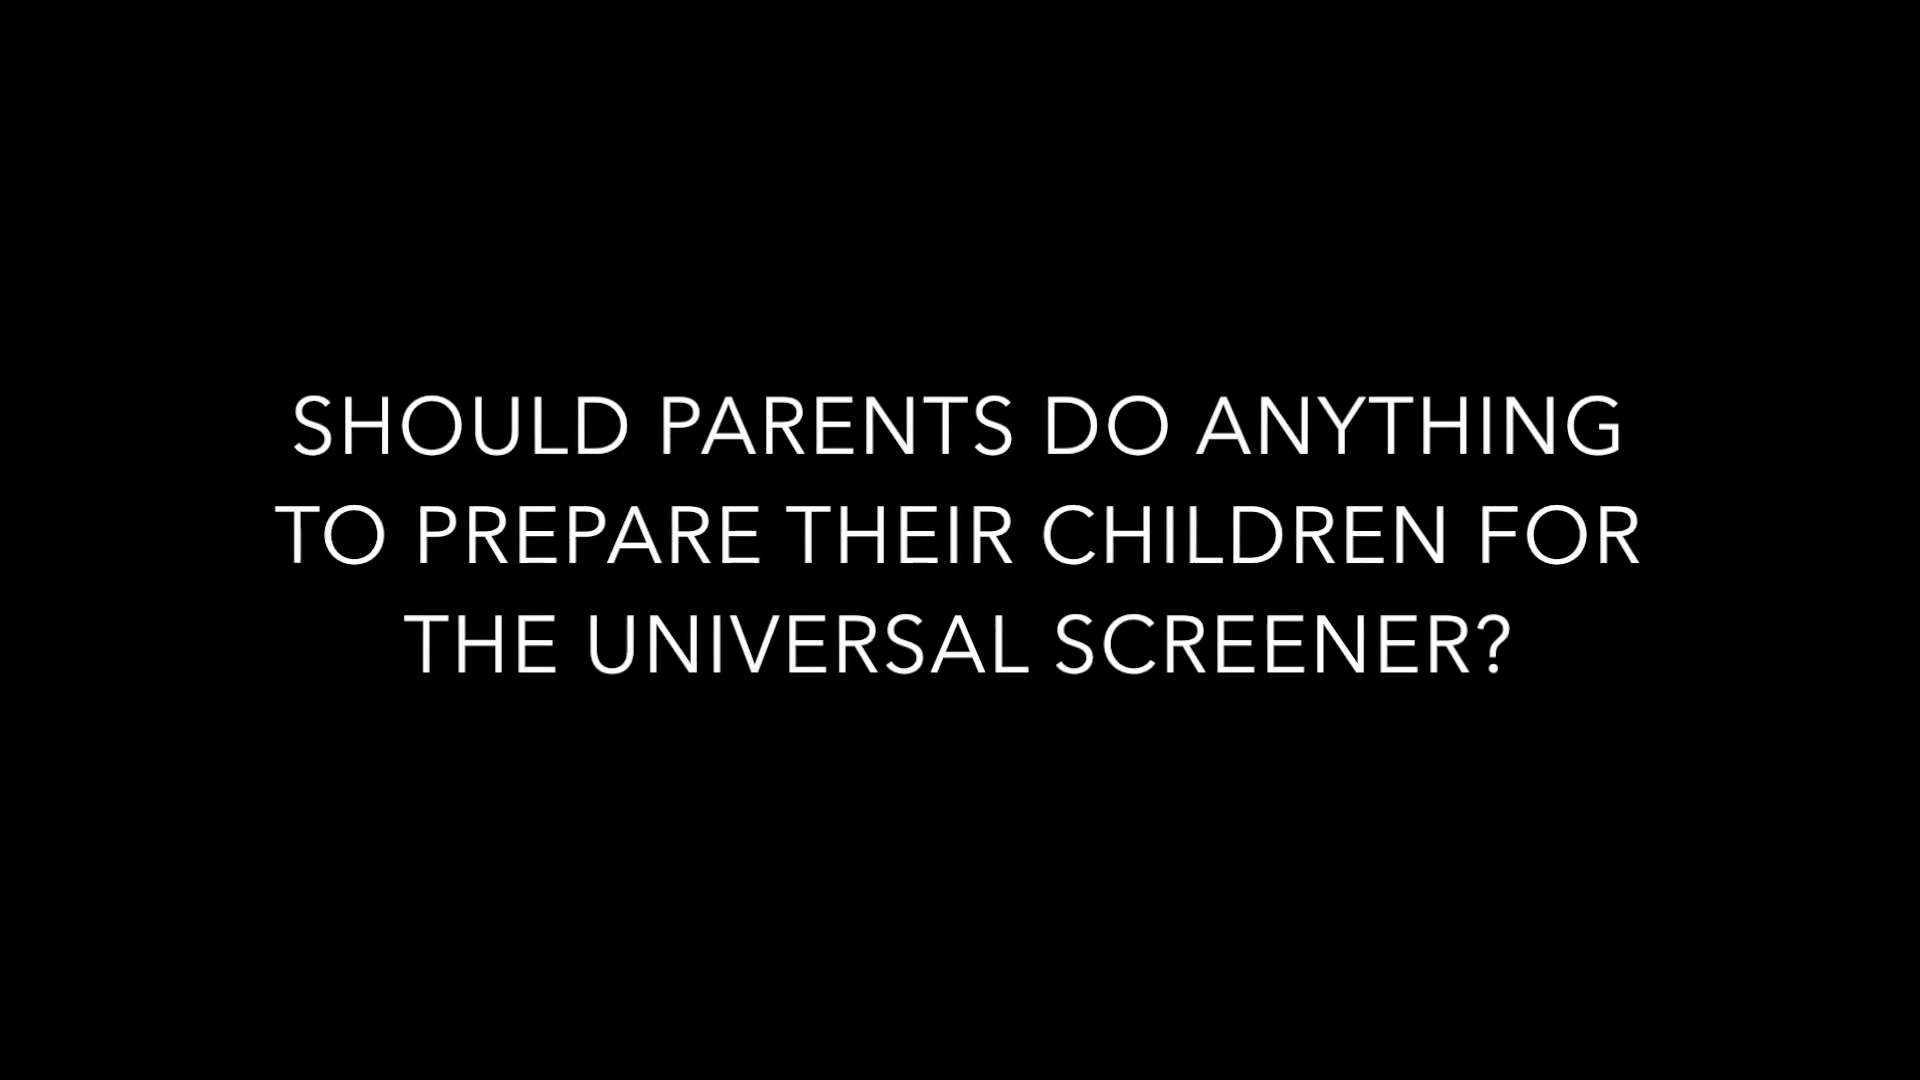 SHOULD PARENTS DO ANYTHING
TO PREPARE THEIR CHILDREN FOR
THE UNIVERSAL SCREENER?